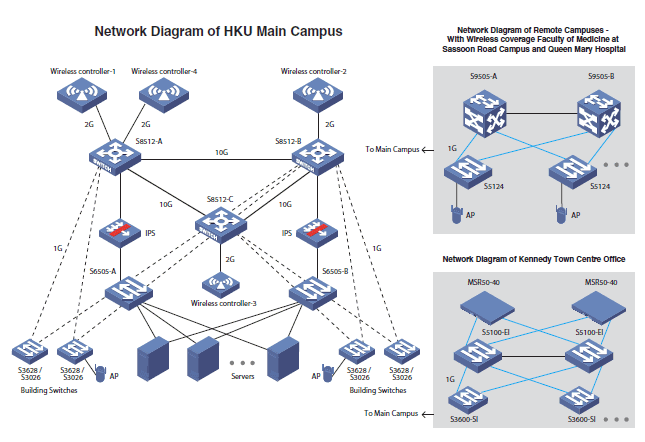 Network Diagram of HKU Main Campus
Wireless controller-1
Wireless controller-4
Wireless controller-2
2G
2G
2G
S8512-A
S8512-B
10G
10G
S8512-C
10G
IPS
IPS
1G
2G
1G
S6505-A
S6505-B
Wireless controller-3
S3628 /
S3026
S3628 /
S3026
AP
Servers
AP
S3628 /
S3026
S3628 /
S3026
Building Switches
Building Switches
Network Diagram of Remote Campuses -
With Wireless coverage Faculty of Medicine at
Sassoon Road Campus and Queen Mary Hospital
S9505-A
S9505-B
To Main Campus
1G
S5124
S5124
AP
AP
Network Diagram of Kennedy Town Centre Office
MSR50-40
MSR50-40
S5100-EI
S5100-EI
1G
To Main Campus
S3600-SI
S3600-SI